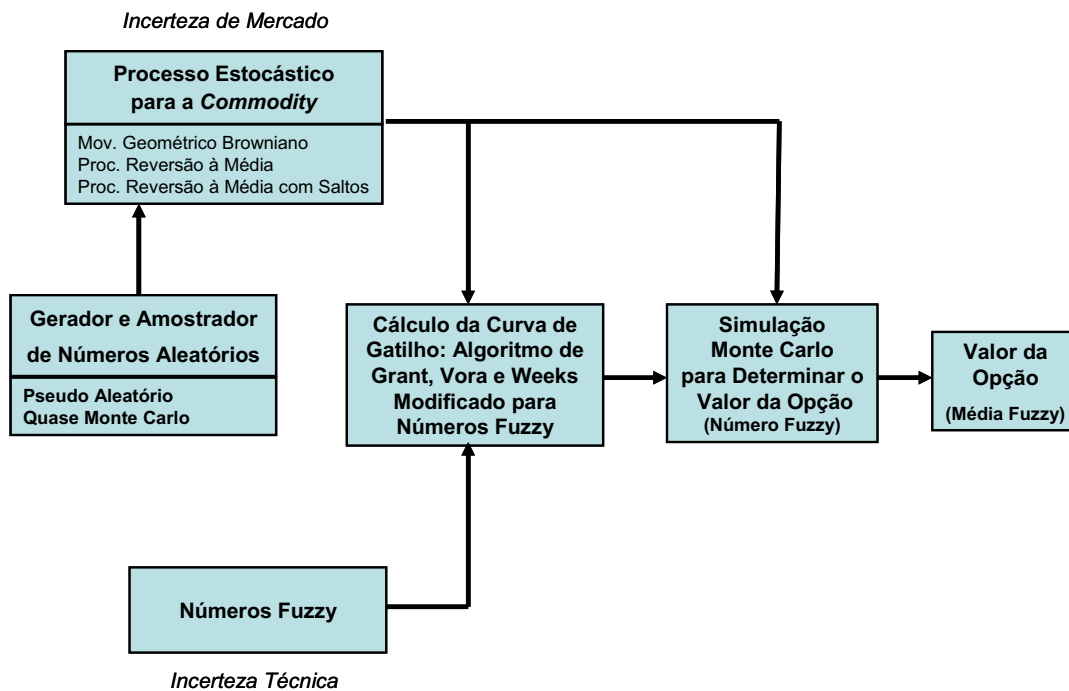 Incerteza de Mercado
Processo Estocástico
para a Commodity
Mov. Geométrico Browniano
Proc. Reversão à Média
Proc. Reversão à Média com Saltos
Gerador e Amostrador
de Números Aleatórios
Pseudo Aleatório
Quase Monte Carlo
Cálculo da Curva de
Gatilho: Algoritmo de
Grant, Vora e Weeks
Modificado para
Números Fuzzy
Simulação
Monte Carlo
para Determinar o
Valor da Opção
(Número Fuzzy)
Valor da
Opção
(Média Fuzzy)
Números Fuzzy
Incerteza Técnica